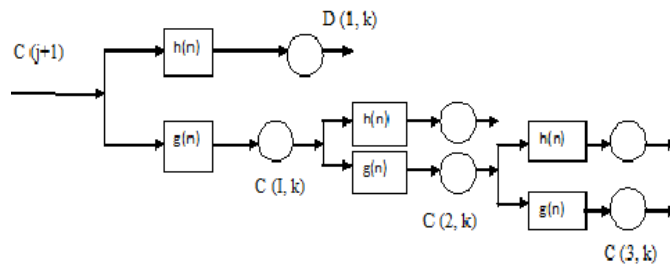 D (1, k)
C (j+1)
h(n)
g(n)
h(n)
g(n)
h(n)
g(n)
C (I, k)
C (2, k)
C (3, k)